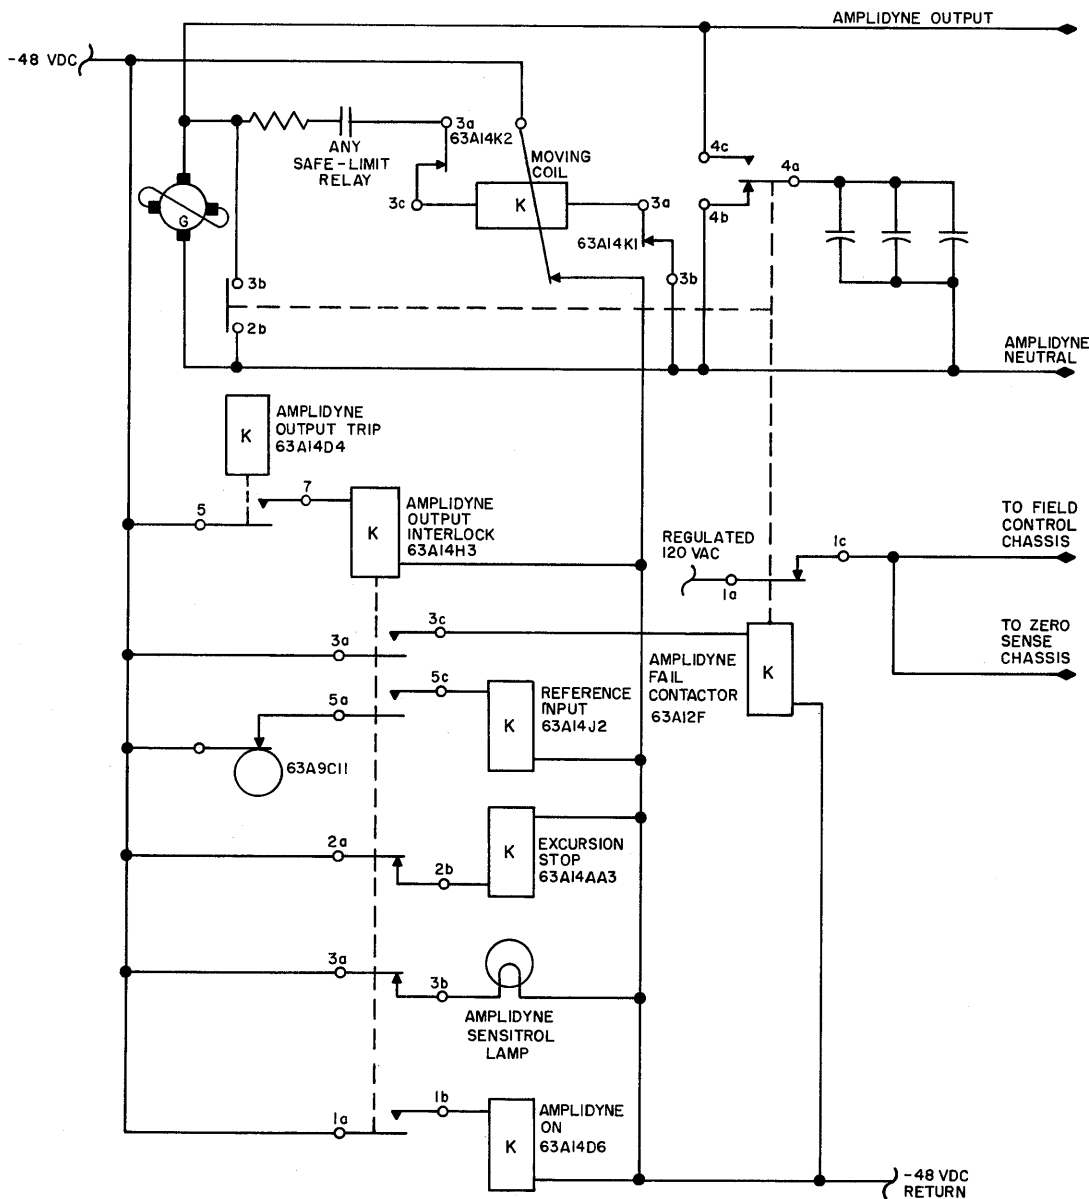 AMPLIDYNE OUTPUT
-48 VDC
3a
63A14K2
ANY
SAFE-LIMIT
RELAY
MOVING
COIL
4c
4a
3c
K
3a
4b
63A14K1
G
3b
3b
2b
AMPLIDYNE
NEUTRAL
K
AMPLIDYNE
OUTPUT TRIP
63A14D4
5
7
K
AMPLIDYNE
OUTPUT
INTERLOCK
63A14H3
REGULATED
120 VAC
1a
1c
TO FIELD
CONTROL
CHASSIS
3a
3c
AMPLIDYNE
FAIL
CONTACTOR
63A12F
K
TO ZERO
SENSE
CHASSIS
5a
5c
K
REFERENCE
INPUT
63A14J2
63A9C11
2a
2b
K
EXCURSION
STOP
63A14AA3
3a
3b
AMPLIDYNE
SENSITROL
LAMP
1a
1b
K
AMPLIDYNE
ON
63A14D6
-48 VDC
RETURN